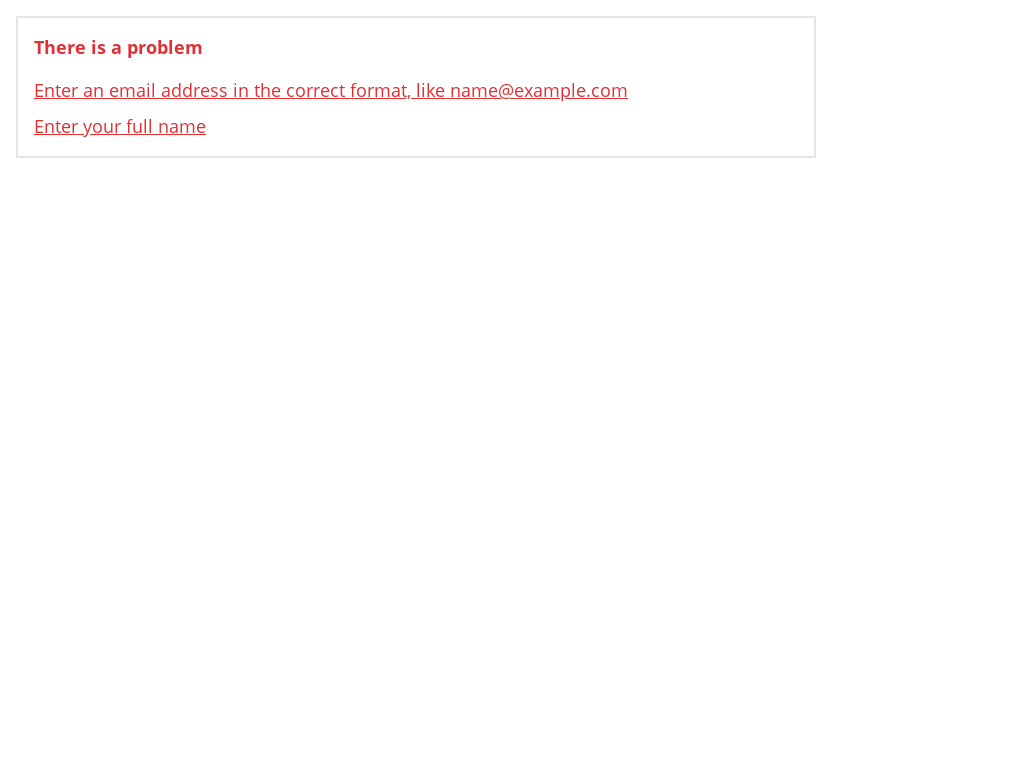 There is a problem
Enter an email address in the correct format, like name@example.com
Enter your full name